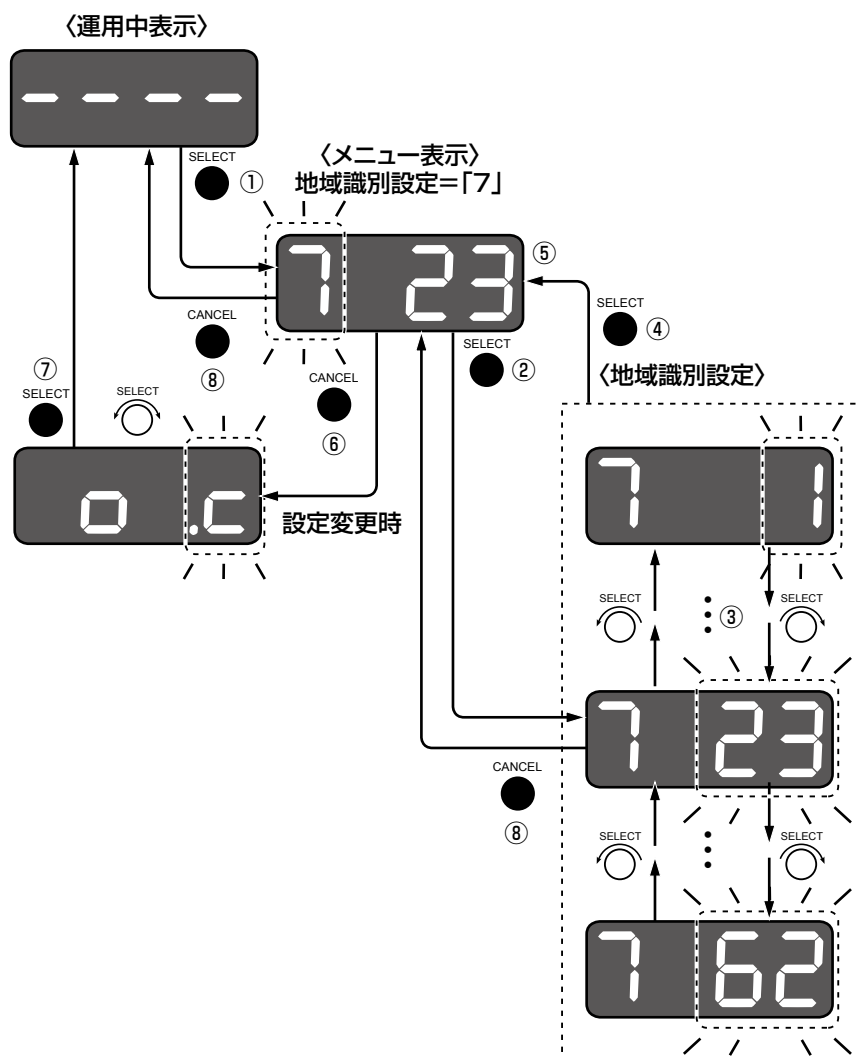 〈運用中表示〉
- - - -
SELECT
①
〈メニュー表示〉
地域識別設定=「7」
7 23
⑤
CANCEL
⑧
SELECT
②
SELECT
④
⑦
SELECT
SELECT
CANCEL
⑥
〈地域識別設定〉
o .c
設定変更時
7 1
SELECT
③
SELECT
7 23
CANCEL
⑧
SELECT
SELECT
7 62